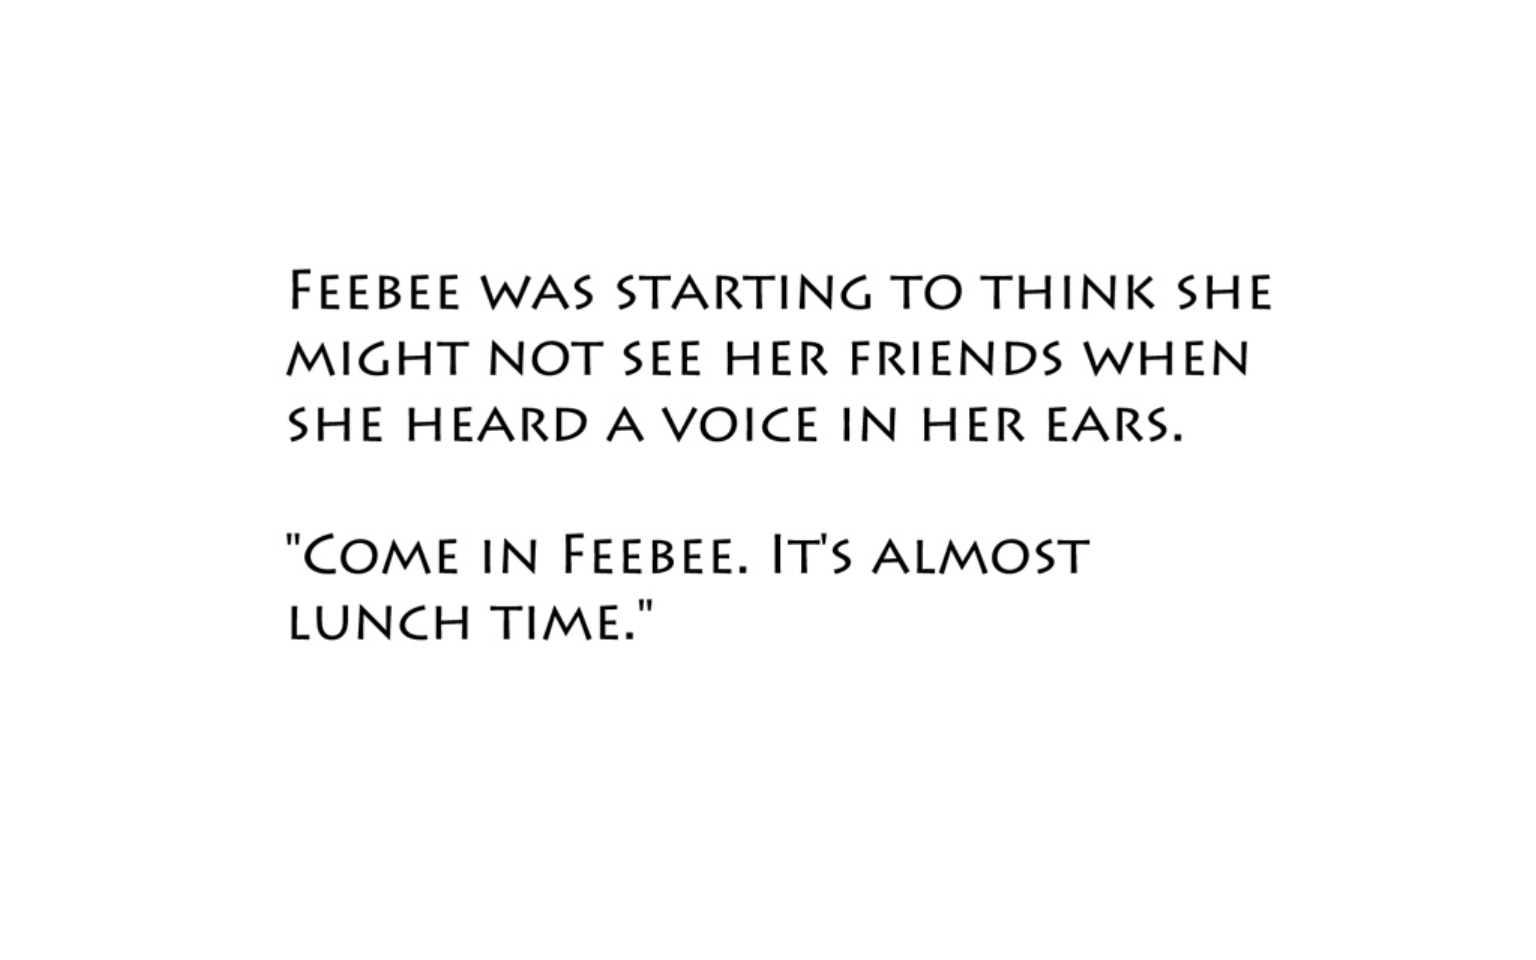 Feebee was starting to think she
might not see her friends when
she heard a voice in her ears.
"Come in Feebee. It's almost
lunch time."